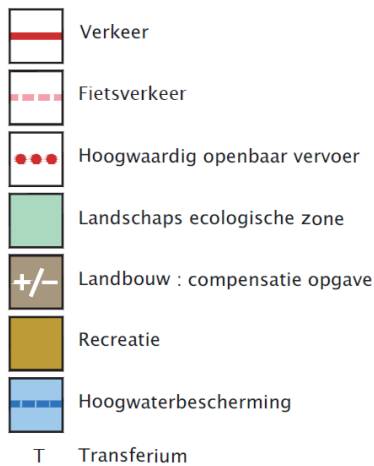 Verkeer
Fietsverkeer
Hoogwaardig openbaar vervoer
Landschaps ecologische zone
+/− Landbouw : compensatie opgave
Recreatie
Hoogwaterbescherming
T Transferium